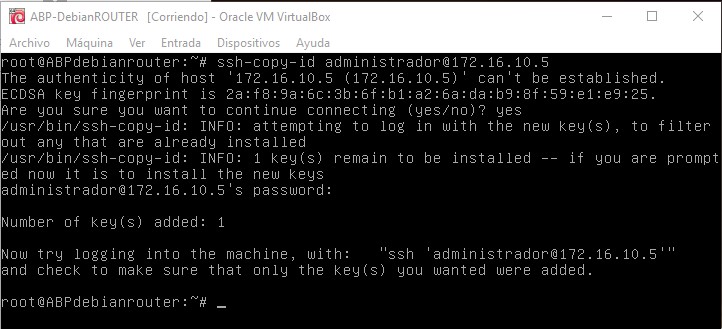 ABP-DebianROUTER [Corriendo] - Oracle VM VirtualBox
Archivo Máquina Ver Entrada Dispositivos Ayuda
root@ABPdebianrouter:~# ssh-copy-id administrador@172.16.10.5
The authenticity of host '172.16.10.5 (172.16.10.5)' can't be established.
ECDSA key fingerprint is 2a:f8:9a:6c:3b:6f:b1:a2:6a:da:b9:8f:59:e1:e9:25.
Are you sure you want to continue connecting (yes/no)? yes
/usr/bin/ssh-copy-id: INFO: attempting to log in with the new key(s), to filter
out any that are already installed
/usr/bin/ssh-copy-id: INFO: 1 key(s) remain to be installed -- if you are prompt
ed now it is to install the new keys
administrador@172.16.10.5's password:
Number of key(s) added: 1
Now try logging into the machine, with:   "ssh 'administrador@172.16.10.5'"
and check to make sure that only the key(s) you wanted were added.
root@ABPdebianrouter:~# _